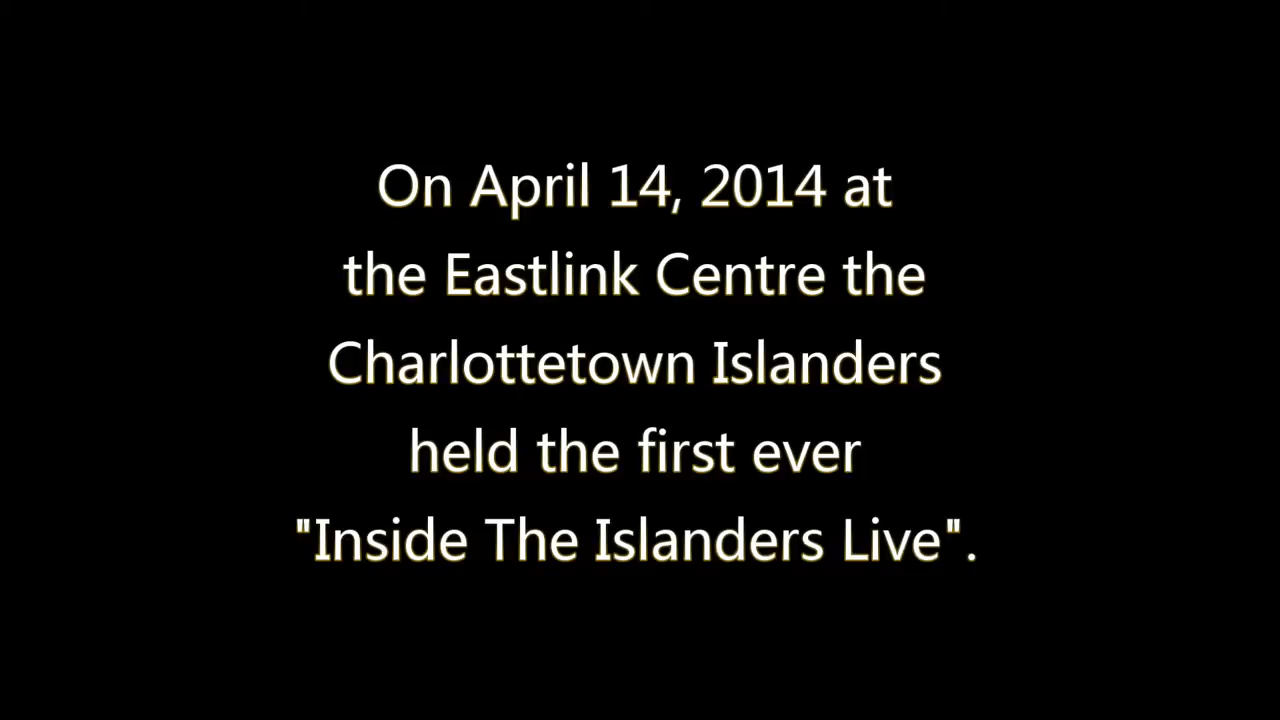 On April 14, 2014 at
the Eastlink Centre the
Charlottetown Islanders
held the first ever
"Inside The Islanders Live".